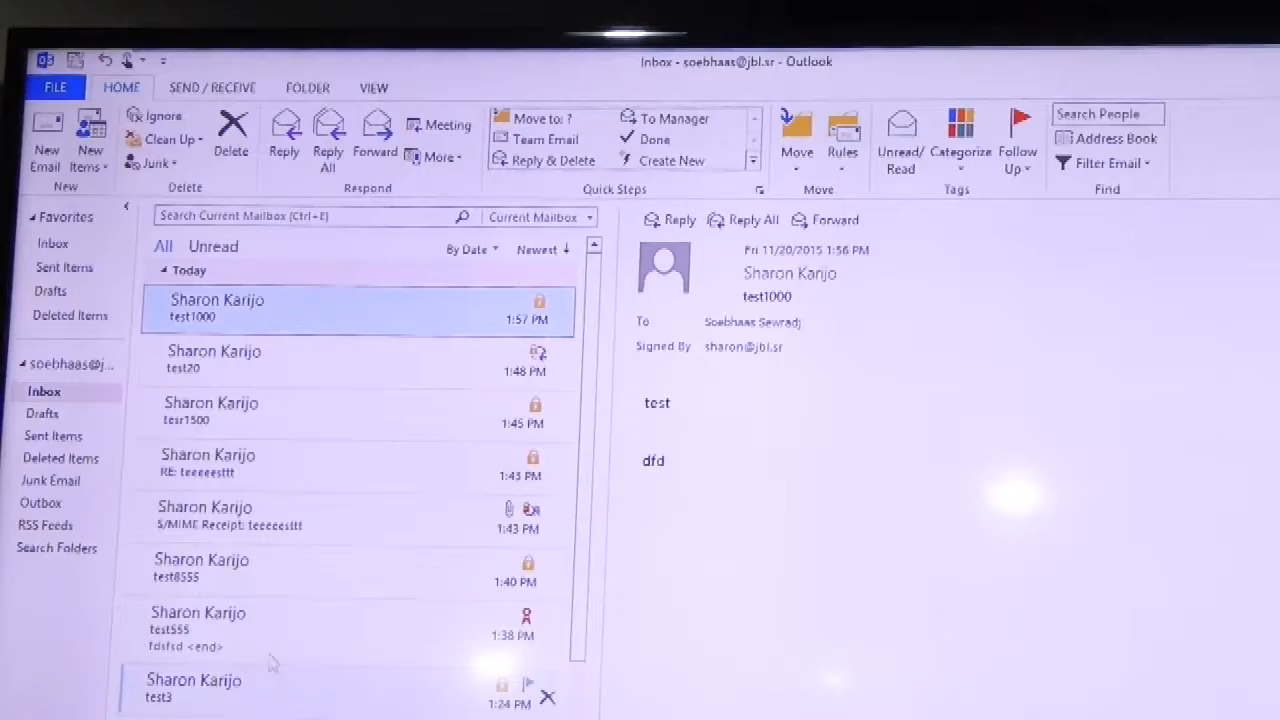 Inbox - soebhaas@jbl.sr - Outlook
FILE HOME SEND / RECEIVE FOLDER VIEW
New Email
New Items
Ignore
Clean Up
Junk
Delete
Reply
Reply All
Forward
Meeting
More
Move to: ?
Team Email
Reply & Delete
To Manager
Done
Create New
Move
Rules
Unread/ Read
Categorize
Follow Up
Search People
Address Book
Filter Email
New Delete Respond Quick Steps Move Tags Find
Favorites
Inbox
Sent Items
Drafts
Deleted Items
soebhaas@j...
Inbox
Drafts
Sent Items
Deleted Items
Junk Email
Outbox
RSS Feeds
Search Folders
Search Current Mailbox (Ctrl+E) Current Mailbox
All Unread By Date Newest
Today
Sharon Karijo
test1000 1:57 PM
Sharon Karijo
test20 1:48 PM
Sharon Karijo
tesr1500 1:45 PM
Sharon Karijo
RE: teeeeesttt 1:43 PM
Sharon Karijo
S/MIME Receipt: teeeeesttt 1:43 PM
Sharon Karijo
test8555 1:40 PM
Sharon Karijo
test555 1:38 PM
fdsfsd <end>
Sharon Karijo
test3 1:24 PM
Reply Reply All Forward
Fri 11/20/2015 1:56 PM
Sharon Karijo
test1000
To Soebhaas Sewradj
Signed By sharon@jbl.sr
test
dfd